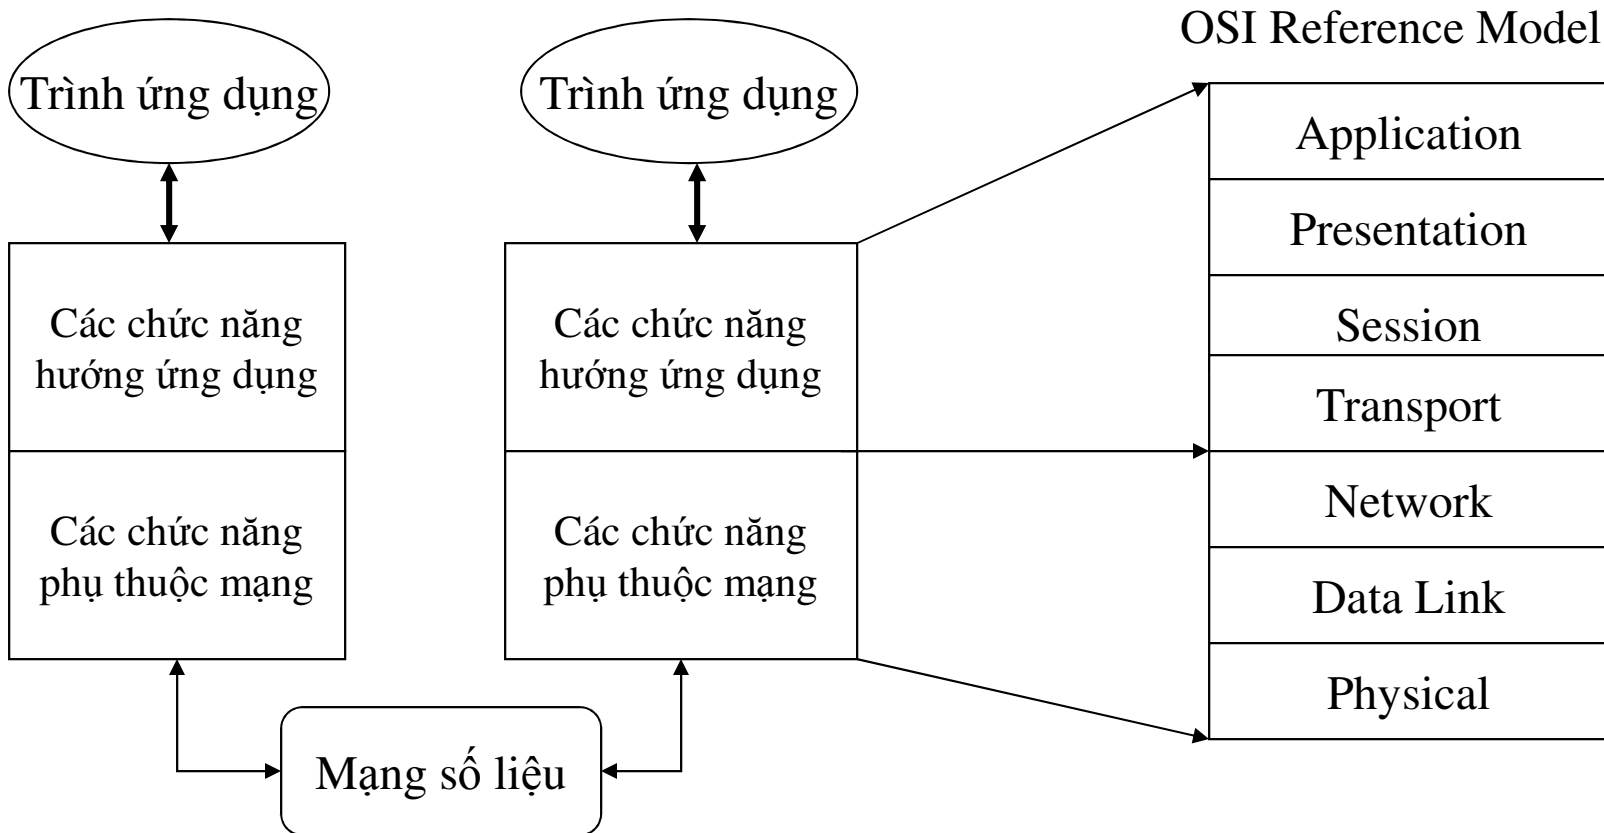 OSI Reference Model
Trình ứng dụng
Trình ứng dụng
Application
Presentation
Session
Transport
Network
Data Link
Physical
Các chức năng
hướng ứng dụng
Các chức năng
hướng ứng dụng
Các chức năng
phụ thuộc mạng
Các chức năng
phụ thuộc mạng
Mạng số liệu